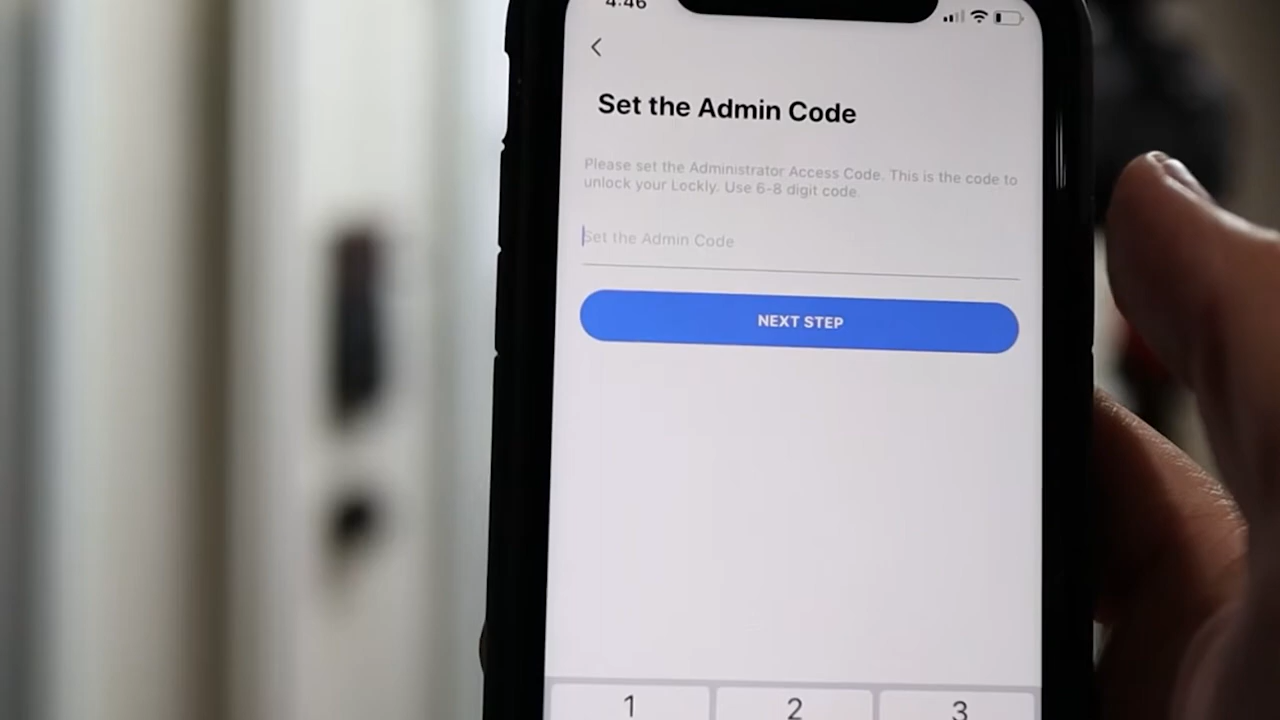 4:46
Set the Admin Code
Please set the Administrator Access Code. This is the code to
unlock your Lockly. Use 6-8 digit code.
Set the Admin Code
NEXT STEP
1 2 3